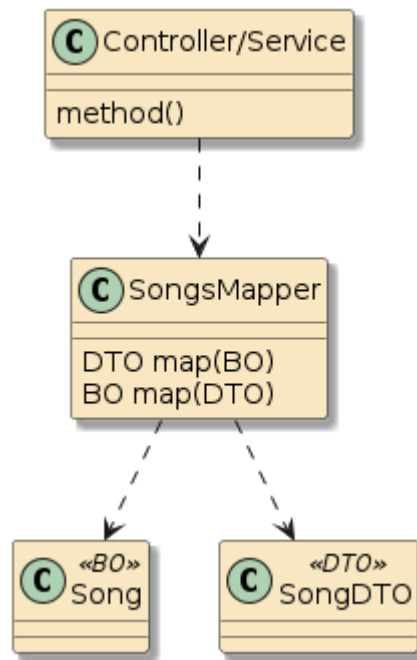 C Controller/Service
method()
C SongsMapper
DTO map(BO)
BO map(DTO)
«BO»
C Song
«DTO»
C SongDTO